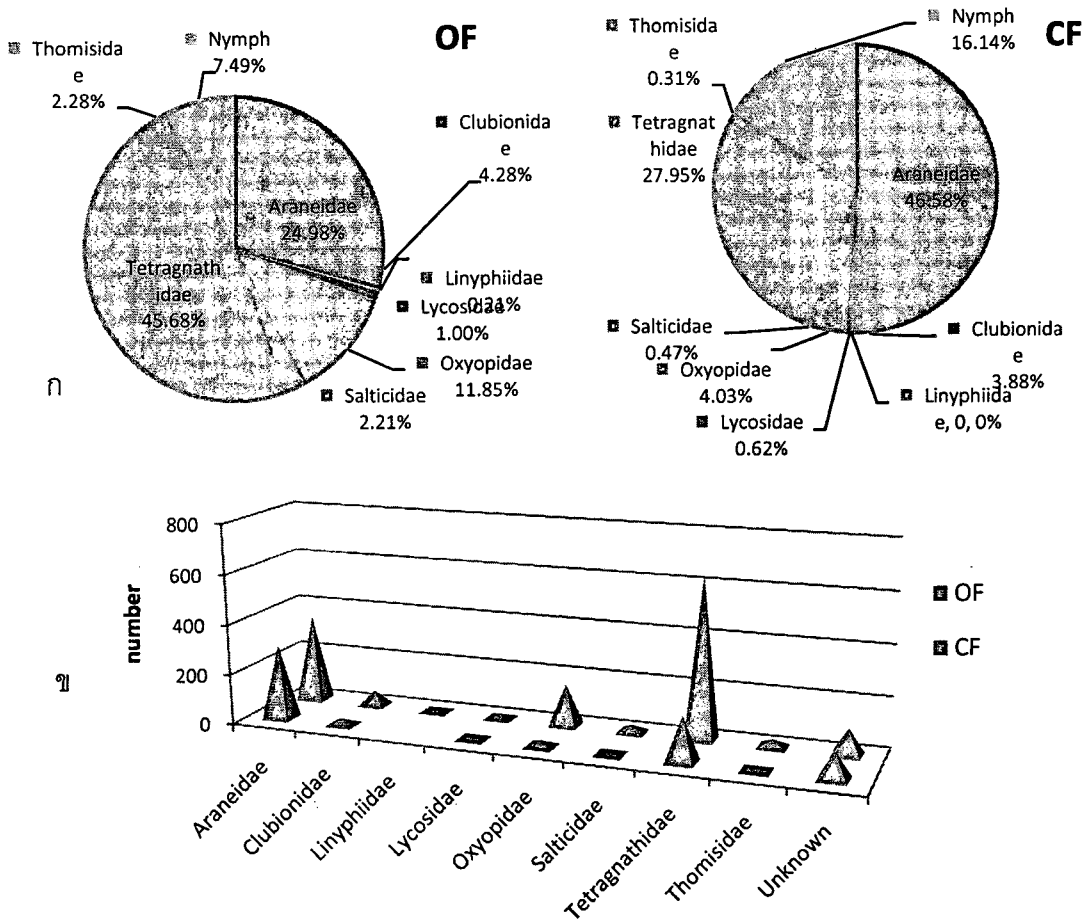 OF
Thomisida
e
2.28%
Nymph
7.49%
Clubionida
e
4.28%
Araneidae
24.98%
Tetragnath
idae
45.68%
Linyphiidae
0.21%
Lycosidae
1.00%
Oxyopidae
11.85%
Salticidae
2.21%
ก
CF
Thomisida
e
0.31%
Nymph
16.14%
Tetragnat
hidae
27.95%
Araneidae
46.58%
Salticidae
0.47%
Oxyopidae
4.03%
Lycosidae
0.62%
Clubionida
e
3.88%
Linyphiida
e, 0, 0%
ข
number
800
600
400
200
0
OF
CF
Araneidae
Clubionidae
Linyphiidae
Lycosidae
Oxyopidae
Salticidae
Tetragnathidae
Thomisidae
Unknown